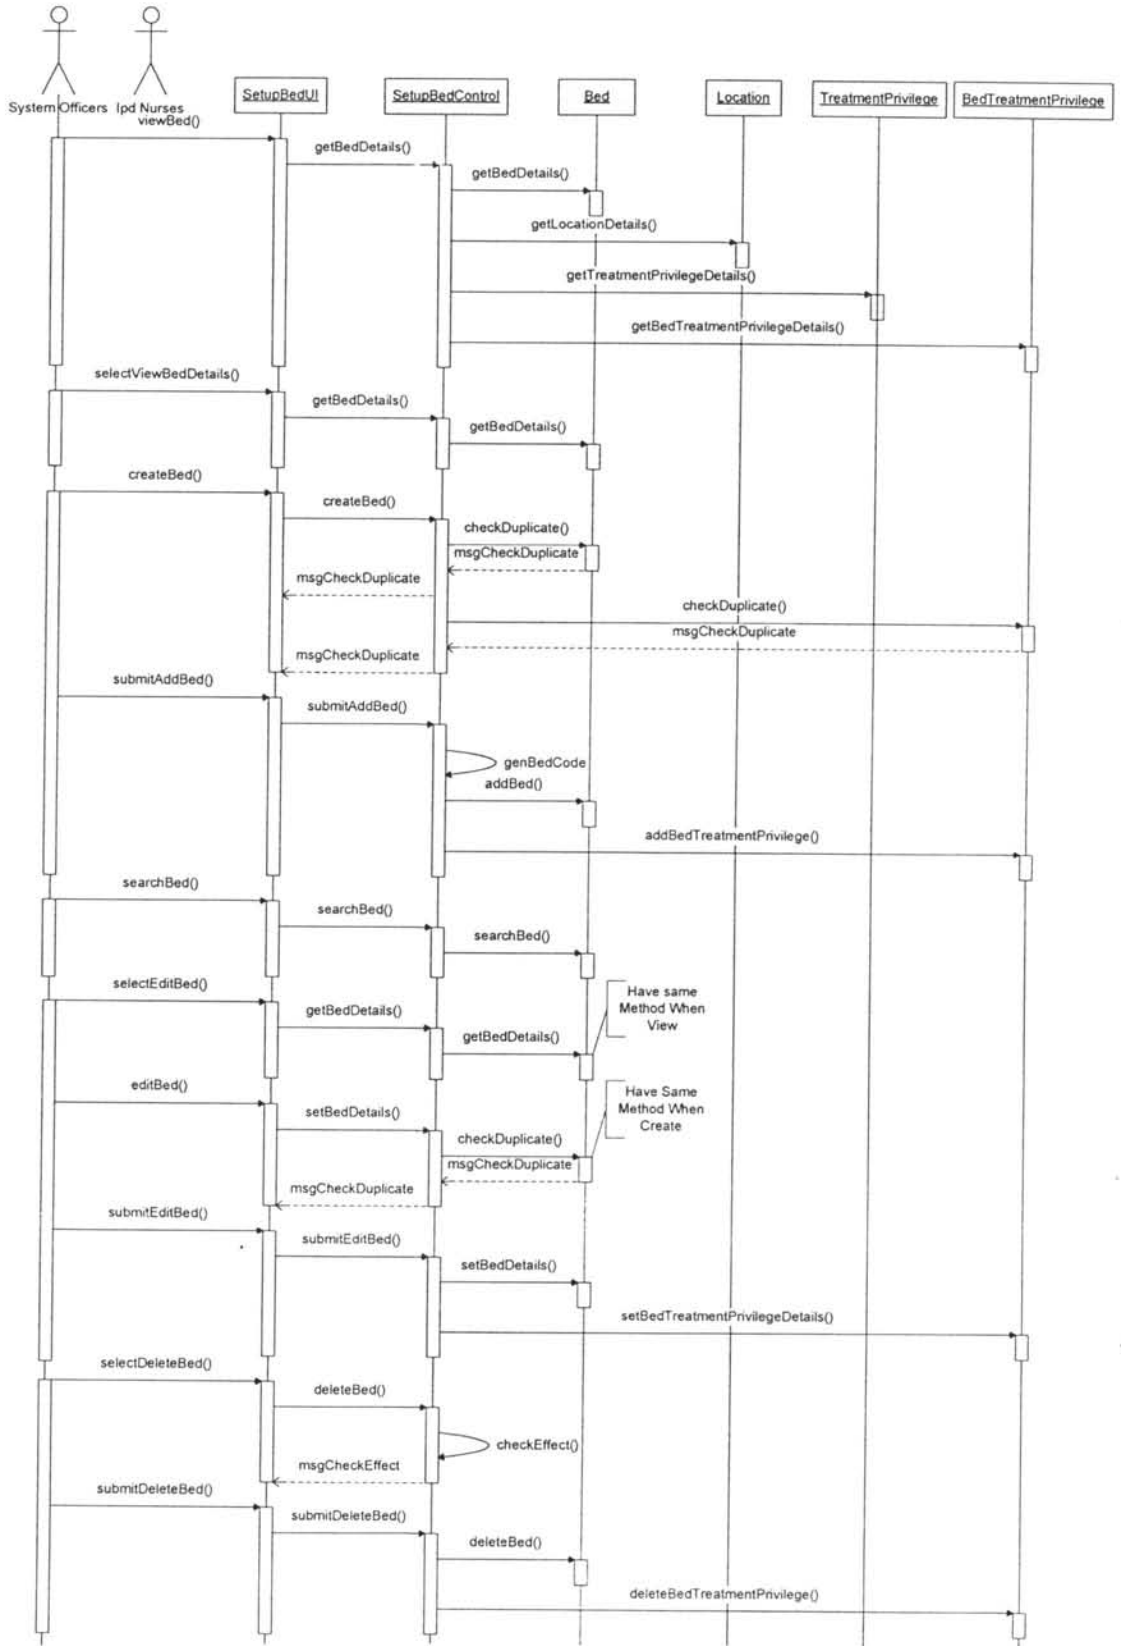 System Officers
Ipd Nurses
SetupBedUI
SetupBedControl
Bed
Location
TreatmentPrivilege
BedTreatmentPrivilege
viewBed()
getBedDetails()
getBedDetails()
getLocationDetails()
getTreatmentPrivilegeDetails()
getBedTreatmentPrivilegeDetails()
selectViewBedDetails()
getBedDetails()
getBedDetails()
createBed()
createBed()
checkDuplicate()
msgCheckDuplicate
msgCheckDuplicate
checkDuplicate()
msgCheckDuplicate
msgCheckDuplicate
submitAddBed()
submitAddBed()
genBedCode
addBed()
addBedTreatmentPrivilege()
searchBed()
searchBed()
searchBed()
selectEditBed()
getBedDetails()
getBedDetails()
Have same
Method When
View
editBed()
setBedDetails()
checkDuplicate()
msgCheckDuplicate
msgCheckDuplicate
Have Same
Method When
Create
submitEditBed()
submitEditBed()
setBedDetails()
setBedTreatmentPrivilegeDetails()
selectDeleteBed()
deleteBed()
checkEffect()
msgCheckEffect
submitDeleteBed()
submitDeleteBed()
deleteBed()
deleteBedTreatmentPrivilege()